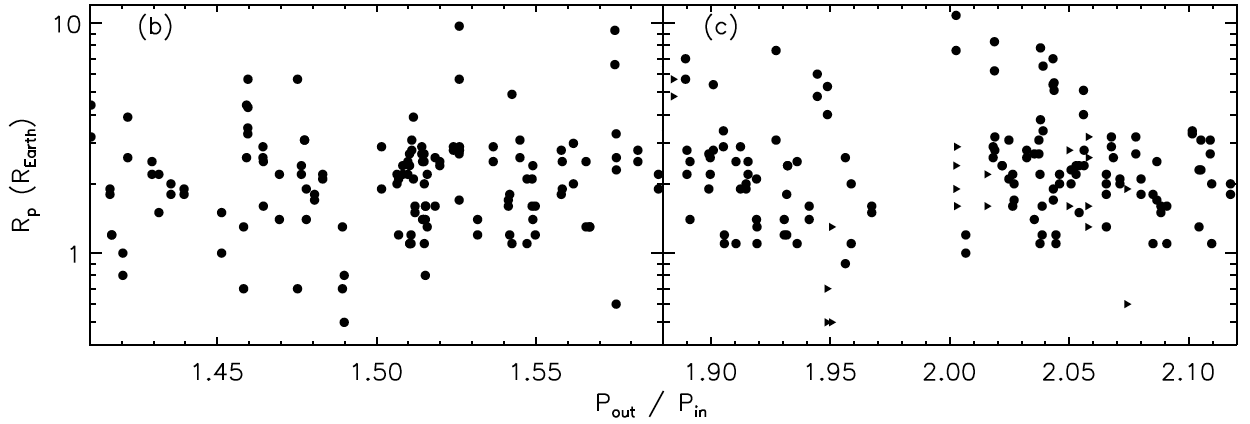 10 (b) (c)
R_p (R_Earth)
1
1.45 1.50 1.55 1.90 1.95 2.00 2.05 2.10
P_out / P_in